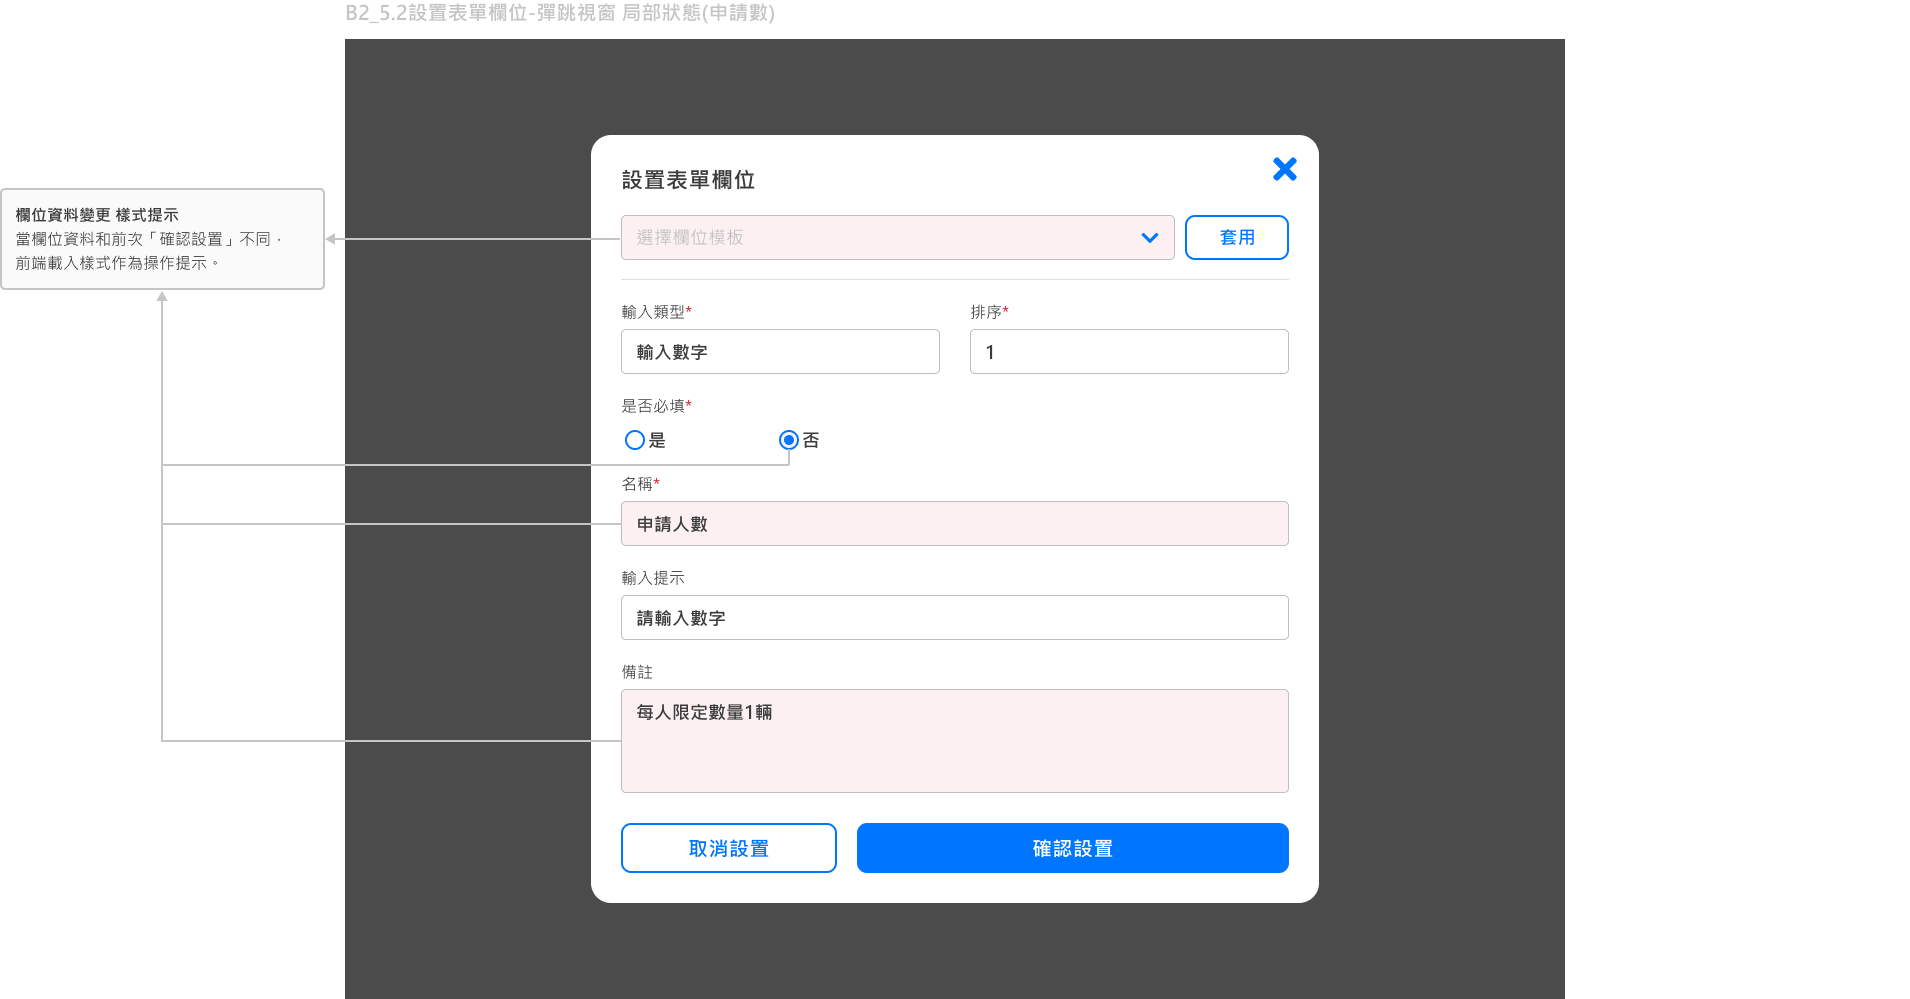 B2_5.2設置表單欄位-彈跳視窗 局部狀態(申請數)
設置表單欄位
選擇欄位模板
套用
欄位資料變更 樣式提示
當欄位資料和前次「確認設置」不同，
前端載入樣式作為操作提示。
輸入類型*
排序*
輸入數字
1
是否必填*
是
否
名稱*
申請人數
輸入提示
請輸入數字
備註
每人限定數量1輛
取消設置
確認設置